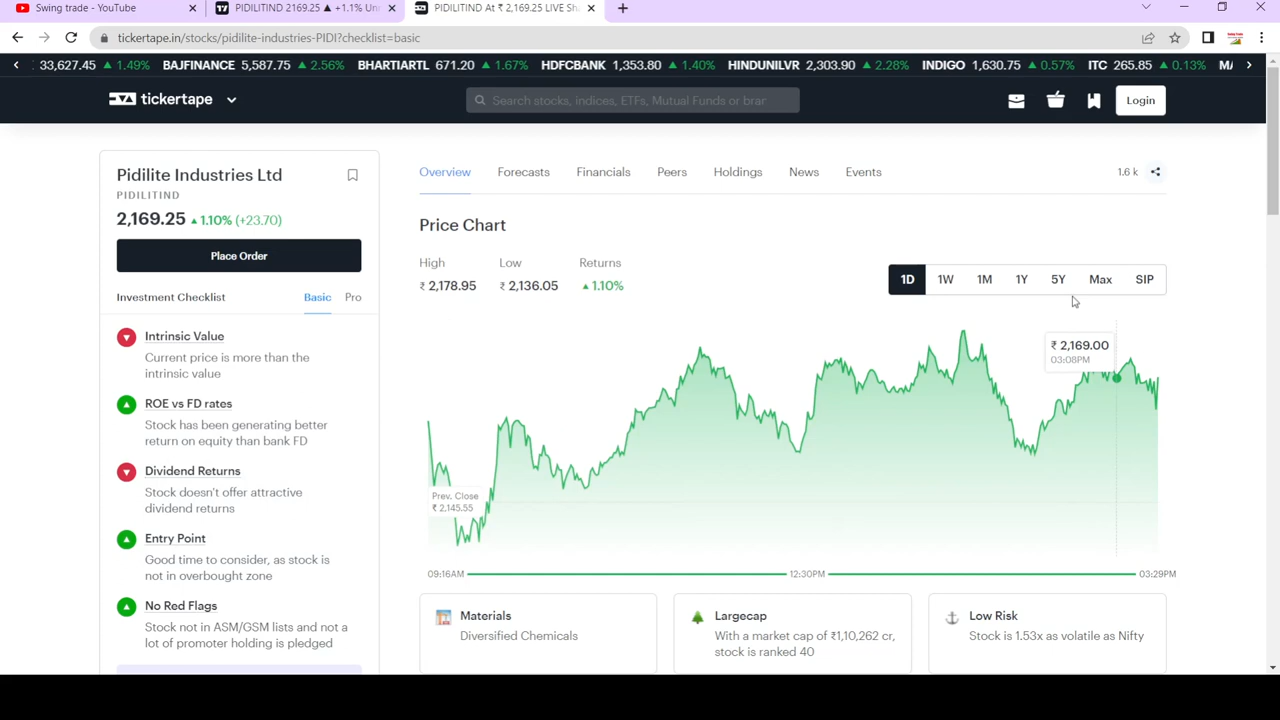 Swing trade - YouTube
PIDILITIND 2169.25 ▲ +1.1% Unn
PIDILITIND At ₹ 2,169.25 LIVE Sha
tickertape.in/stocks/pidilite-industries-PIDI?checklist=basic
33,627.45 ▲ 1.49% BAJFINANCE 5,587.75 ▲ 2.56% BHARTIARTL 671.20 ▲ 1.67% HDFCBANK 1,353.80 ▲ 1.40% HINDUNILVR 2,303.90 ▲ 2.28% INDIGO 1,630.75 ▲ 0.57% ITC 265.85 ▲ 0.13% MA
tickertape
Search stocks, indices, ETFs, Mutual Funds or brar
Login
Pidilite Industries Ltd
PIDILITIND
2,169.25 ▲ 1.10% (+23.70)
Place Order
Investment Checklist Basic Pro
Intrinsic Value
Current price is more than the
intrinsic value
ROE vs FD rates
Stock has been generating better
return on equity than bank FD
Dividend Returns
Stock doesn't offer attractive
dividend returns
Entry Point
Good time to consider, as stock is
not in overbought zone
No Red Flags
Stock not in ASM/GSM lists and not a
lot of promoter holding is pledged
Overview Forecasts Financials Peers Holdings News Events
1.6 k
Price Chart
High Low Returns
₹ 2,178.95 ₹ 2,136.05 ▲ 1.10%
1D 1W 1M 1Y 5Y Max SIP
₹ 2,169.00
03:08PM
Prev. Close
₹ 2,145.55
09:16AM 12:30PM 03:29PM
Materials
Diversified Chemicals
Largecap
With a market cap of ₹1,10,262 cr,
stock is ranked 40
Low Risk
Stock is 1.53x as volatile as Nifty